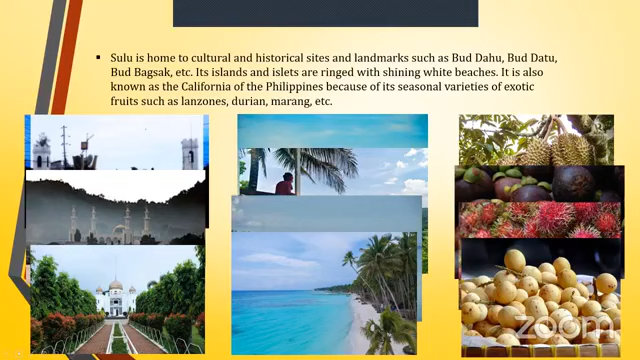 ▪ Sulu is home to cultural and historical sites and landmarks such as Bud Dahu, Bud Datu,
Bud Bagsak, etc. Its islands and islets are ringed with shining white beaches. It is also
known as the California of the Philippines because of its seasonal varieties of exotic
fruits such as lanzones, durian, marang, etc.
zoom